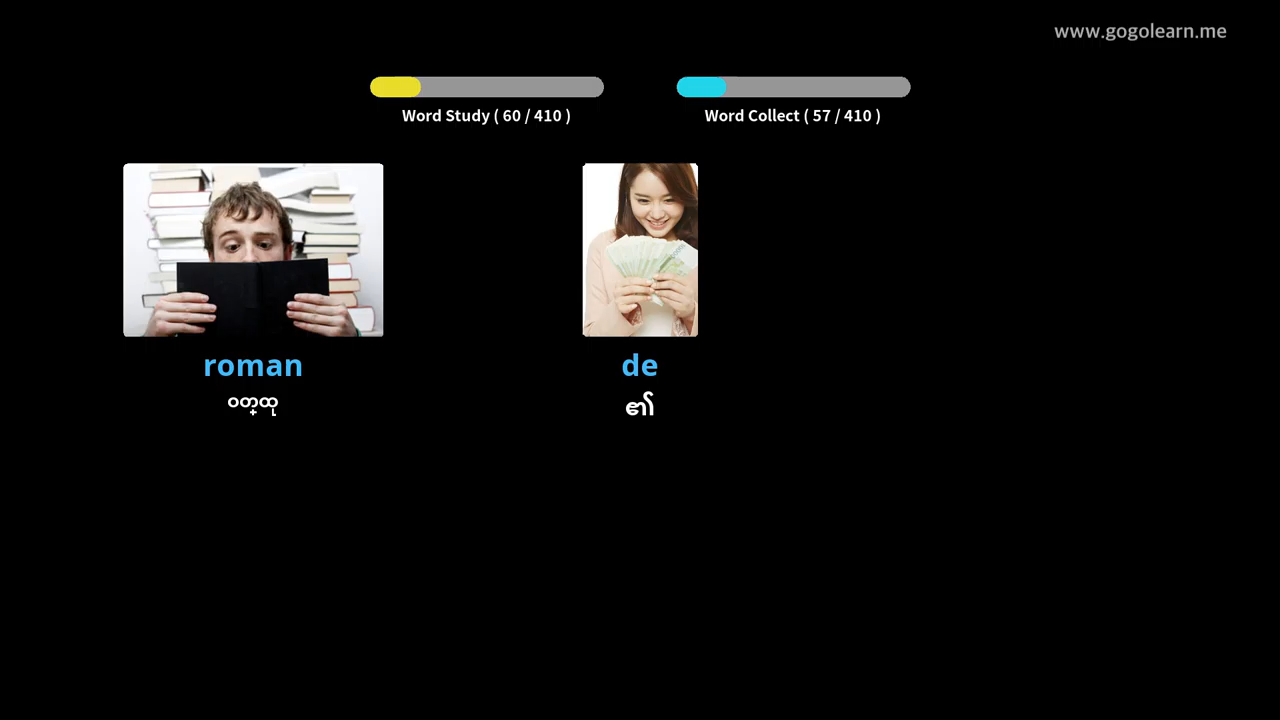 www.gogolearn.me
Word Study ( 60 / 410 )
Word Collect ( 57 / 410 )
roman
ဝတ္ထု
de
၏